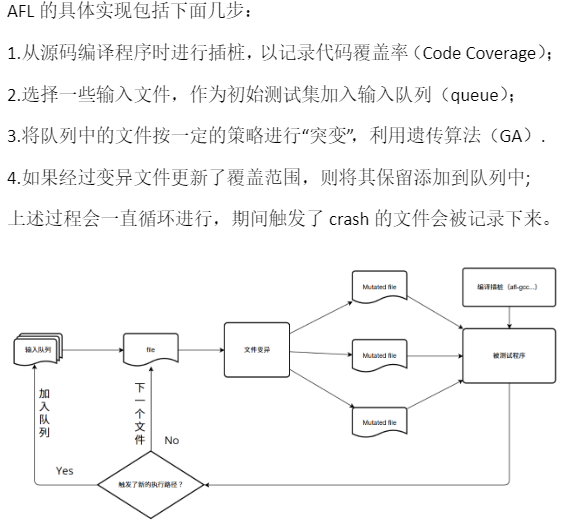 AFL 的具体实现包括下面几步：
1.从源码编译程序时进行插桩，以记录代码覆盖率（Code Coverage）；
2.选择一些输入文件，作为初始测试集加入输入队列（queue）；
3.将队列中的文件按一定的策略进行“突变”，利用遗传算法（GA）.
4.如果经过变异文件更新了覆盖范围，则将其保留添加到队列中;
上述过程会一直循环进行，期间触发了 crash 的文件会被记录下来。
Mutated file
编译插桩（afl-gcc...）
输入队列
file
文件变异
Mutated file
被测试程序
加入队列
下一个文件
Mutated file
No
Yes
触发了新的执行路径？